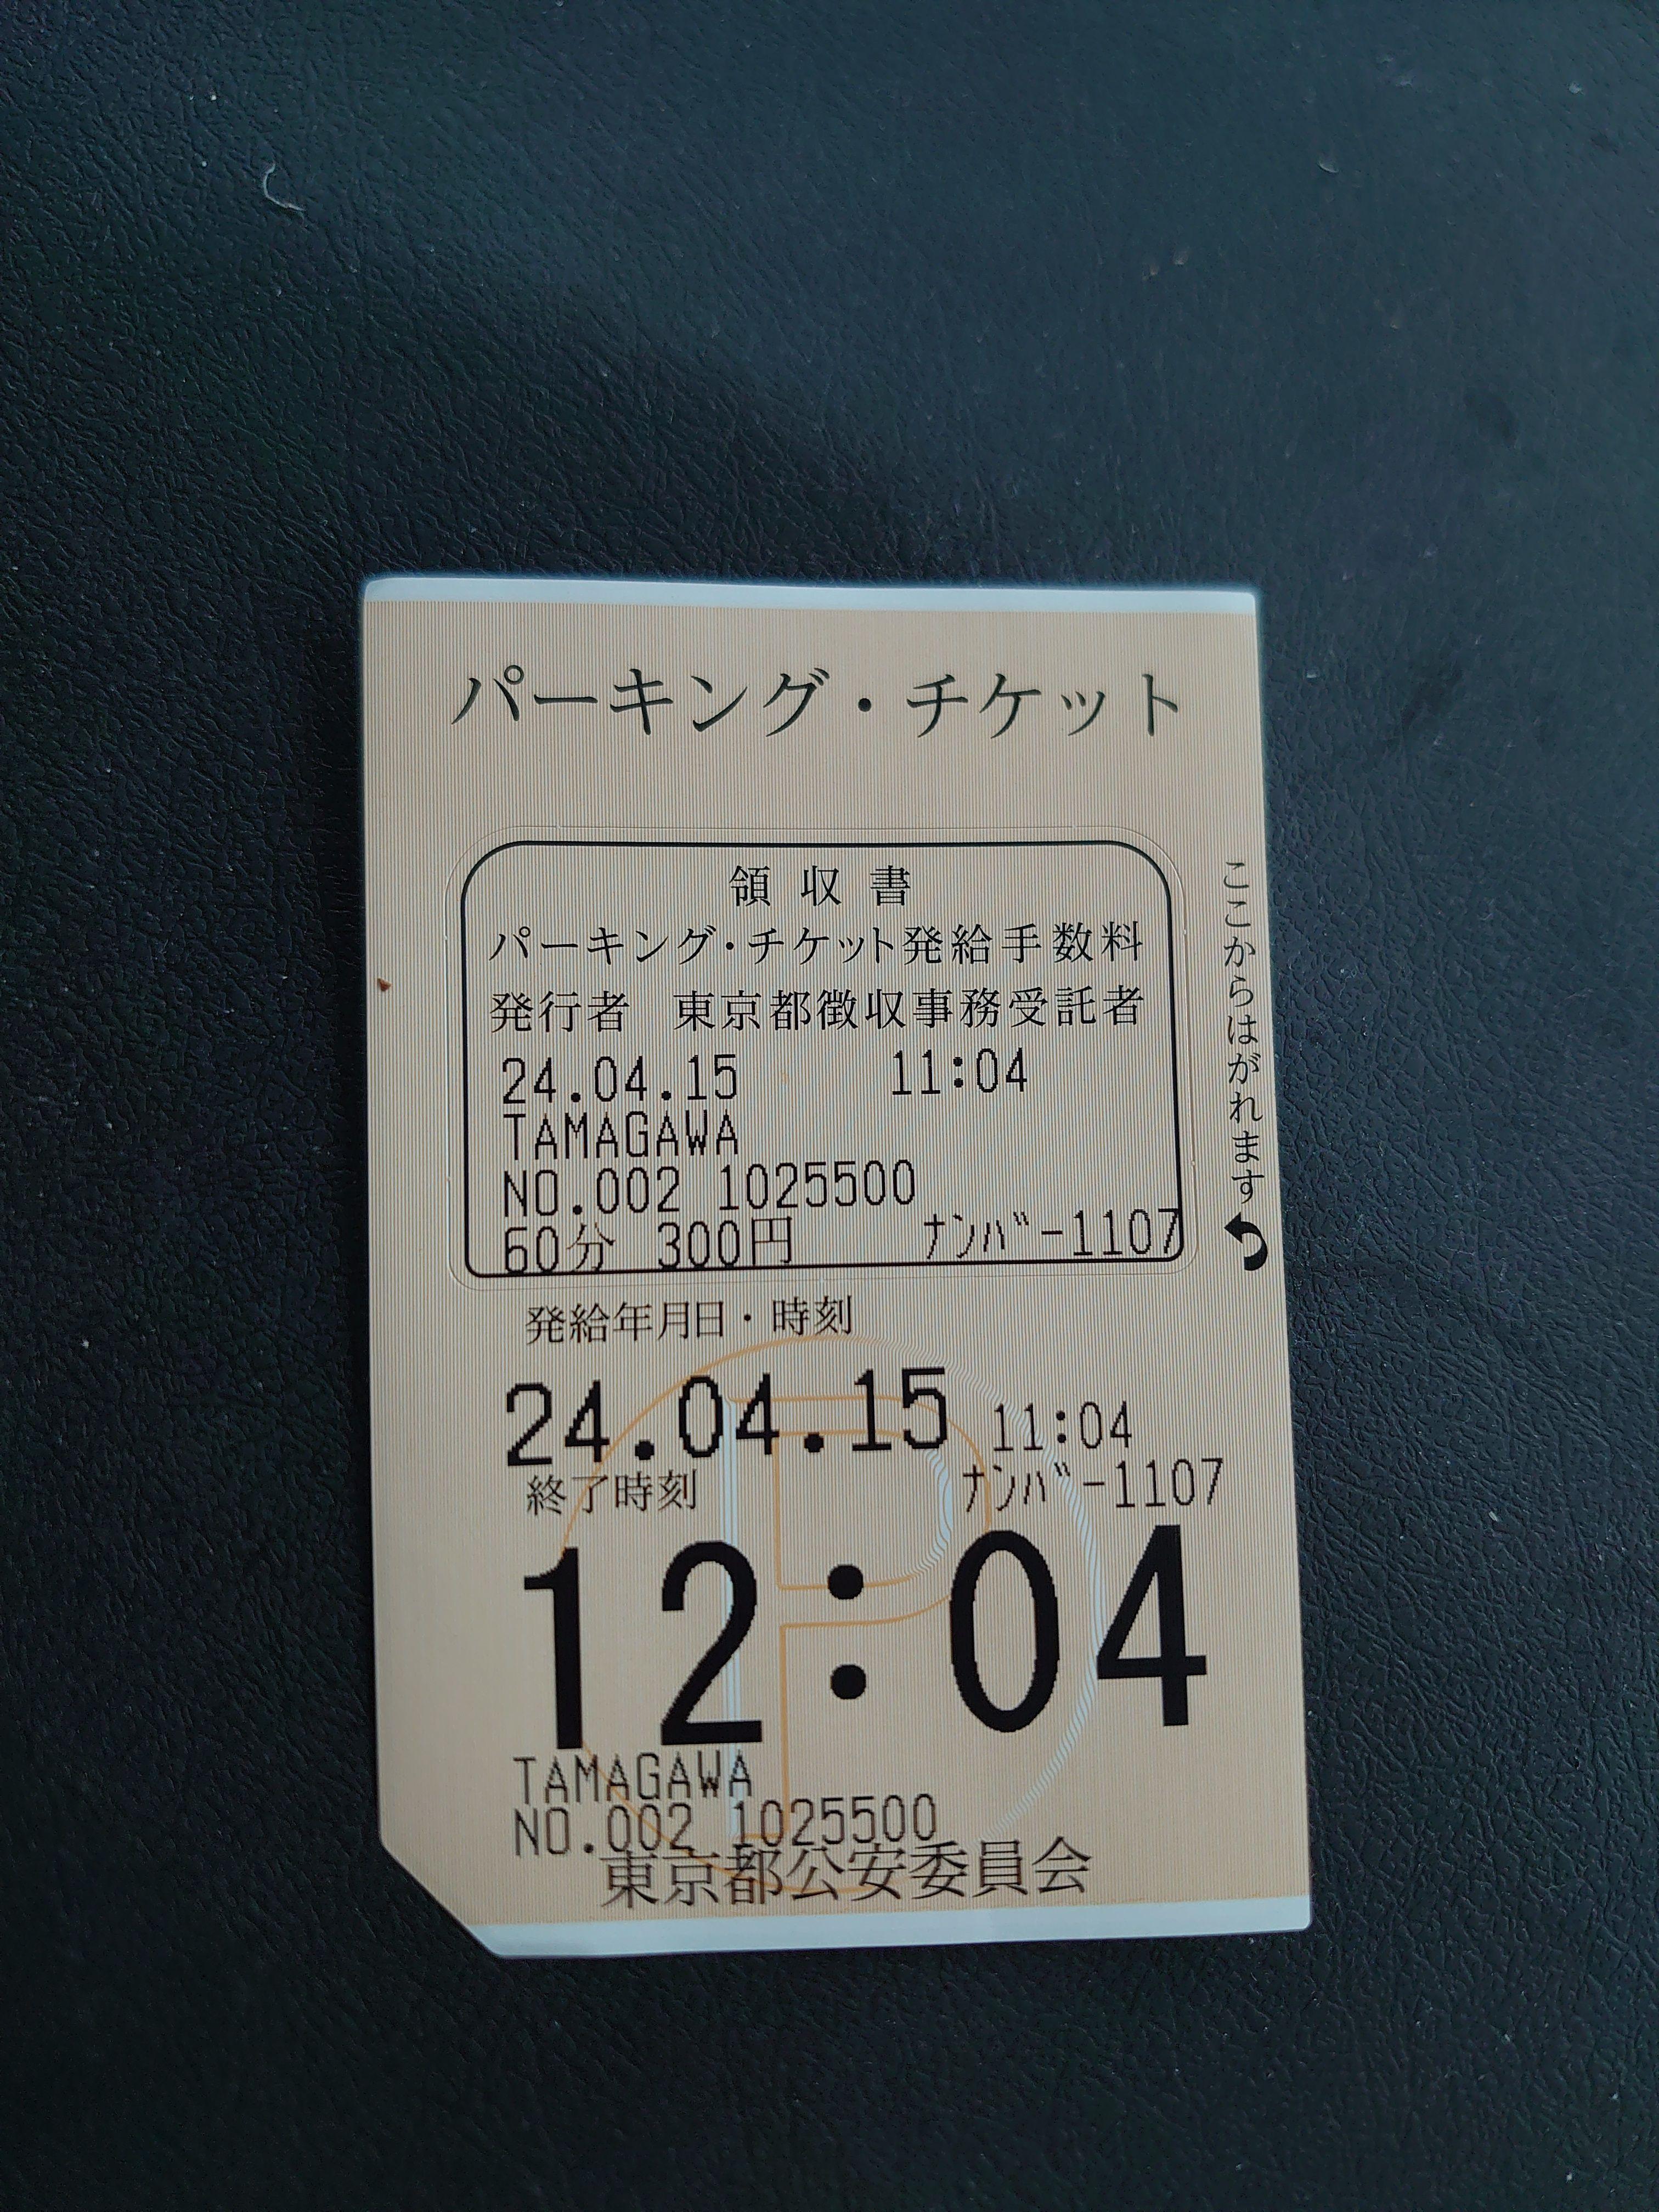 パーキング・チケット
領収書
パーキング・チケット発給手数料
発行者　東京都徴収事務受託者
24.04.15 11:04
TAMAGAWA
NO.002 1025500
60分 300円 ﾅﾝﾊﾞｰ1107
ここからはがれます
発給年月日・時刻
24.04.15 11:04
終了時刻 ﾅﾝﾊﾞｰ1107
12:04
TAMAGAWA
NO.002 1025500
東京都公安委員会